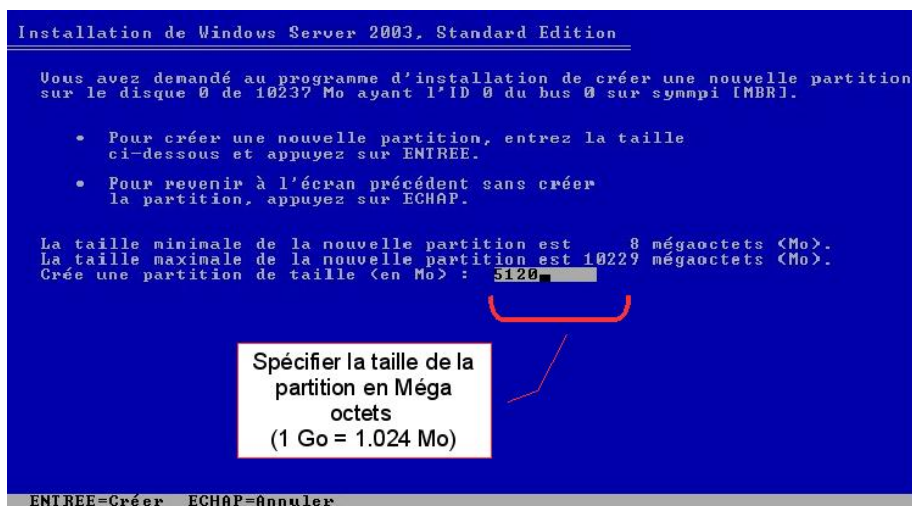 Installation de Windows Server 2003, Standard Edition
Vous avez demandé au programme d'installation de créer une nouvelle partition
sur le disque 0 de 10237 Mo ayant l'ID 0 du bus 0 sur symmpi [MBR].
• Pour créer une nouvelle partition, entrez la taille
ci-dessous et appuyez sur ENTREE.
• Pour revenir à l'écran précédent sans créer
la partition, appuyez sur ECHAP.
La taille minimale de la nouvelle partition est 8 mégaoctets (Mo).
La taille maximale de la nouvelle partition est 10229 mégaoctets (Mo).
Crée une partition de taille (en Mo) : 5120
Spécifier la taille de la
partition en Méga
octets
(1 Go = 1.024 Mo)
ENTREE=Créer ECHAP=Annuler